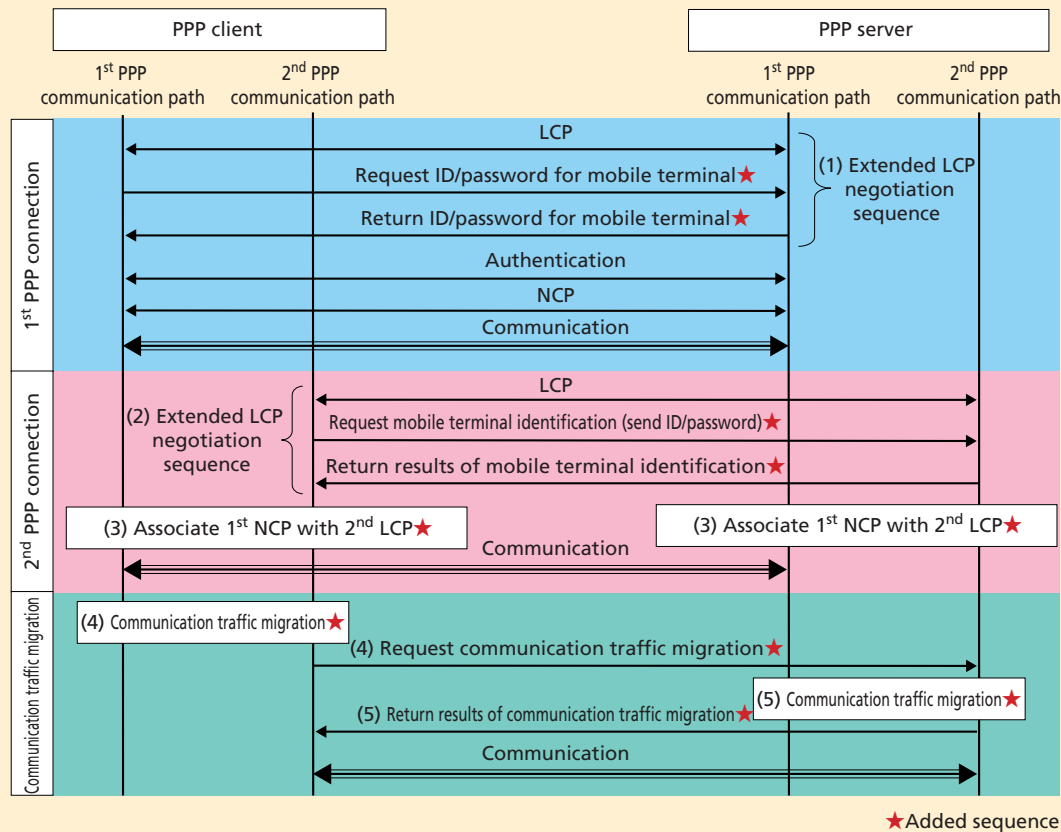 PPP client
PPP server
1st PPP
communication path
2nd PPP
communication path
1st PPP
communication path
2nd PPP
communication path
1st PPP connection
LCP
Request ID/password for mobile terminal★
Return ID/password for mobile terminal★
(1) Extended LCP
negotiation
sequence
Authentication
NCP
Communication
2nd PPP connection
LCP
(2) Extended LCP
negotiation
sequence
Request mobile terminal identification (send ID/password)★
Return results of mobile terminal identification★
(3) Associate 1st NCP with 2nd LCP★
(3) Associate 1st NCP with 2nd LCP★
Communication
Communication traffic migration
(4) Communication traffic migration★
(4) Request communication traffic migration★
(5) Communication traffic migration★
(5) Return results of communication traffic migration★
Communication
★Added sequence